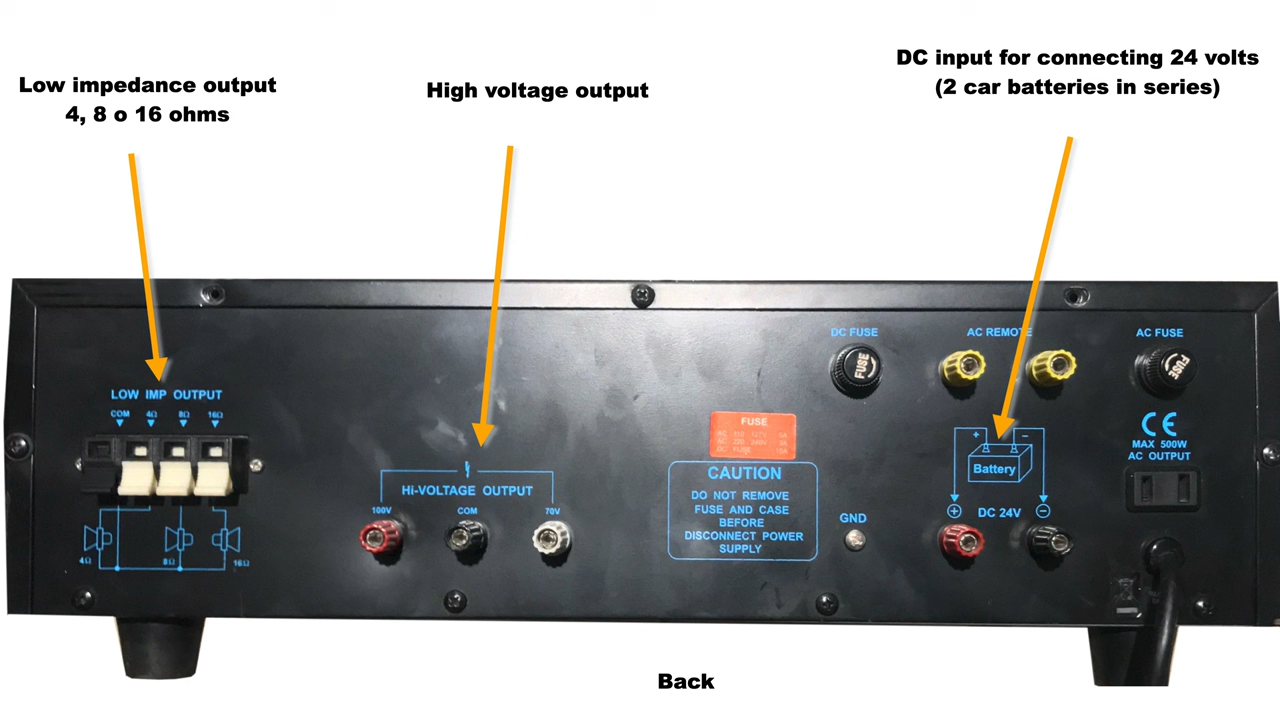 Low impedance output
4, 8 o 16 ohms
High voltage output
DC input for connecting 24 volts
(2 car batteries in series)
DC FUSE
AC REMOTE
AC FUSE
FUSE
FUSE
LOW IMP OUTPUT
COM 4Ω 8Ω 16Ω
4Ω 8Ω 16Ω
Hi-VOLTAGE OUTPUT
100V COM 70V
FUSE
CAUTION
DO NOT REMOVE
FUSE AND CASE
BEFORE
DISCONNECT POWER
SUPPLY
GND
+ −
Battery
+ DC 24V −
CE
MAX 500W
AC OUTPUT
Back